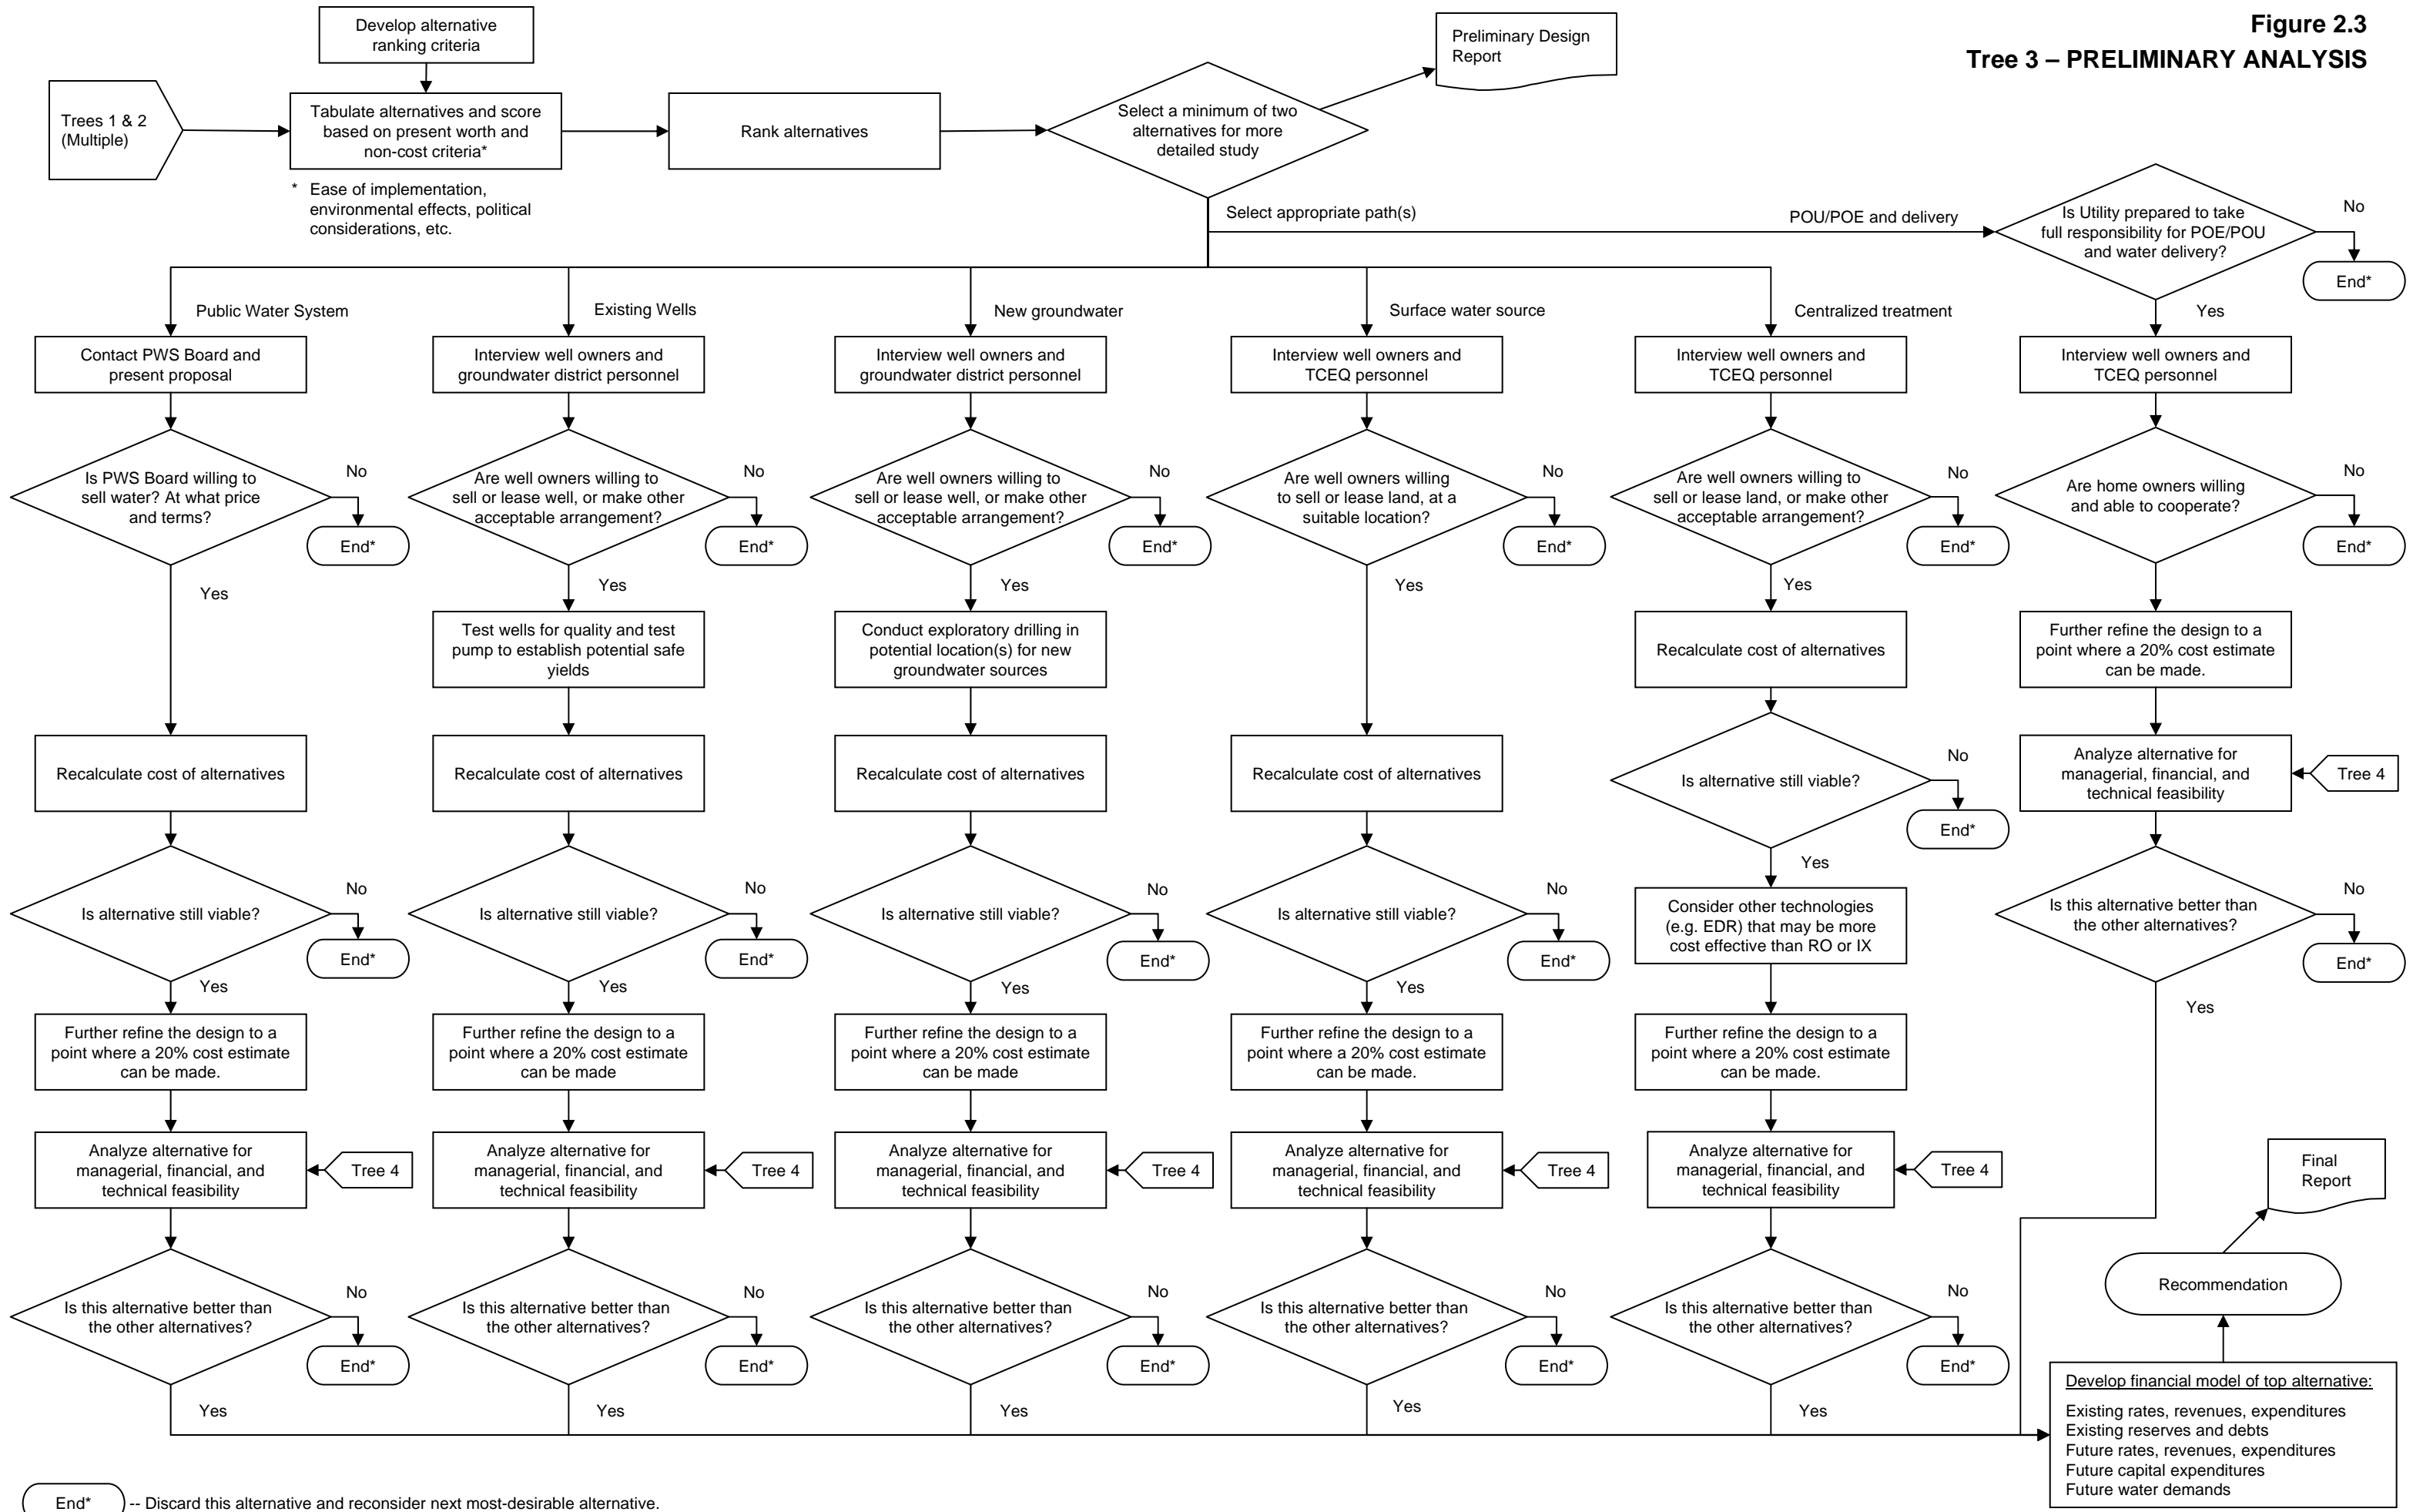 Figure 2.3
Tree 3 – PRELIMINARY ANALYSIS
Develop alternative
ranking criteria
Preliminary Design
Report
Trees 1 & 2
(Multiple)
Tabulate alternatives and score
based on present worth and
non-cost criteria*
Rank alternatives
Select a minimum of two
alternatives for more
detailed study
* Ease of implementation,
environmental effects, political
considerations, etc.
Select appropriate path(s)
POU/POE and delivery
Is Utility prepared to take
full responsibility for POE/POU
and water delivery?
No
End*
Yes
Public Water System
Contact PWS Board and
present proposal
Is PWS Board willing to
sell water? At what price
and terms?
No
End*
Yes
Recalculate cost of alternatives
Is alternative still viable?
No
End*
Yes
Further refine the design to a
point where a 20% cost estimate
can be made.
Analyze alternative for
managerial, financial, and
technical feasibility
Tree 4
Is this alternative better than
the other alternatives?
No
End*
Yes
Existing Wells
Interview well owners and
groundwater district personnel
Are well owners willing to
sell or lease well, or make other
acceptable arrangement?
No
End*
Yes
Test wells for quality and test
pump to establish potential safe
yields
Recalculate cost of alternatives
Is alternative still viable?
No
End*
Yes
Further refine the design to a
point where a 20% cost estimate
can be made
Analyze alternative for
managerial, financial, and
technical feasibility
Tree 4
Is this alternative better than
the other alternatives?
No
End*
Yes
New groundwater
Interview well owners and
groundwater district personnel
Are well owners willing to
sell or lease well, or make other
acceptable arrangement?
No
End*
Yes
Conduct exploratory drilling in
potential location(s) for new
groundwater sources
Recalculate cost of alternatives
Is alternative still viable?
No
End*
Yes
Further refine the design to a
point where a 20% cost estimate
can be made
Analyze alternative for
managerial, financial, and
technical feasibility
Tree 4
Is this alternative better than
the other alternatives?
No
End*
Yes
Surface water source
Interview well owners and
TCEQ personnel
Are well owners willing
to sell or lease land, at a
suitable location?
No
End*
Yes
Recalculate cost of alternatives
Is alternative still viable?
No
End*
Yes
Further refine the design to a
point where a 20% cost estimate
can be made.
Analyze alternative for
managerial, financial, and
technical feasibility
Tree 4
Is this alternative better than
the other alternatives?
No
End*
Yes
Centralized treatment
Interview well owners and
TCEQ personnel
Are well owners willing to
sell or lease land, or make other
acceptable arrangement?
No
End*
Yes
Recalculate cost of alternatives
Is alternative still viable?
No
End*
Yes
Consider other technologies
(e.g. EDR) that may be more
cost effective than RO or IX
Further refine the design to a
point where a 20% cost estimate
can be made.
Analyze alternative for
managerial, financial, and
technical feasibility
Tree 4
Is this alternative better than
the other alternatives?
No
End*
Yes
Interview well owners and
TCEQ personnel
Are home owners willing
and able to cooperate?
No
End*
Further refine the design to a
point where a 20% cost estimate
can be made.
Analyze alternative for
managerial, financial, and
technical feasibility
Tree 4
Is this alternative better than
the other alternatives?
No
End*
Yes
Final
Report
Recommendation
Develop financial model of top alternative:
Existing rates, revenues, expenditures
Existing reserves and debts
Future rates, revenues, expenditures
Future capital expenditures
Future water demands
End* -- Discard this alternative and reconsider next most-desirable alternative.